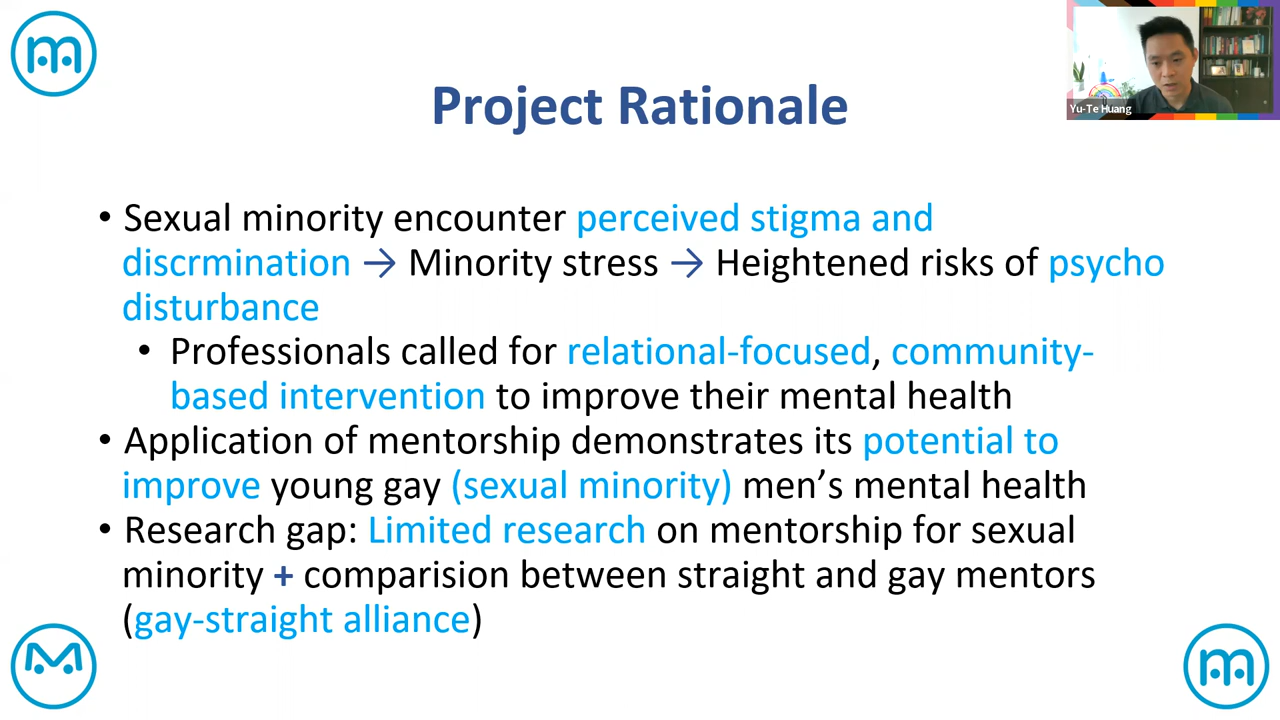 Project Rationale
Yu-Te Huang
• Sexual minority encounter perceived stigma and
discrmination → Minority stress → Heightened risks of psycho
disturbance
• Professionals called for relational-focused, community-
based intervention to improve their mental health
• Application of mentorship demonstrates its potential to
improve young gay (sexual minority) men’s mental health
• Research gap: Limited research on mentorship for sexual
minority + comparision between straight and gay mentors
(gay-straight alliance)